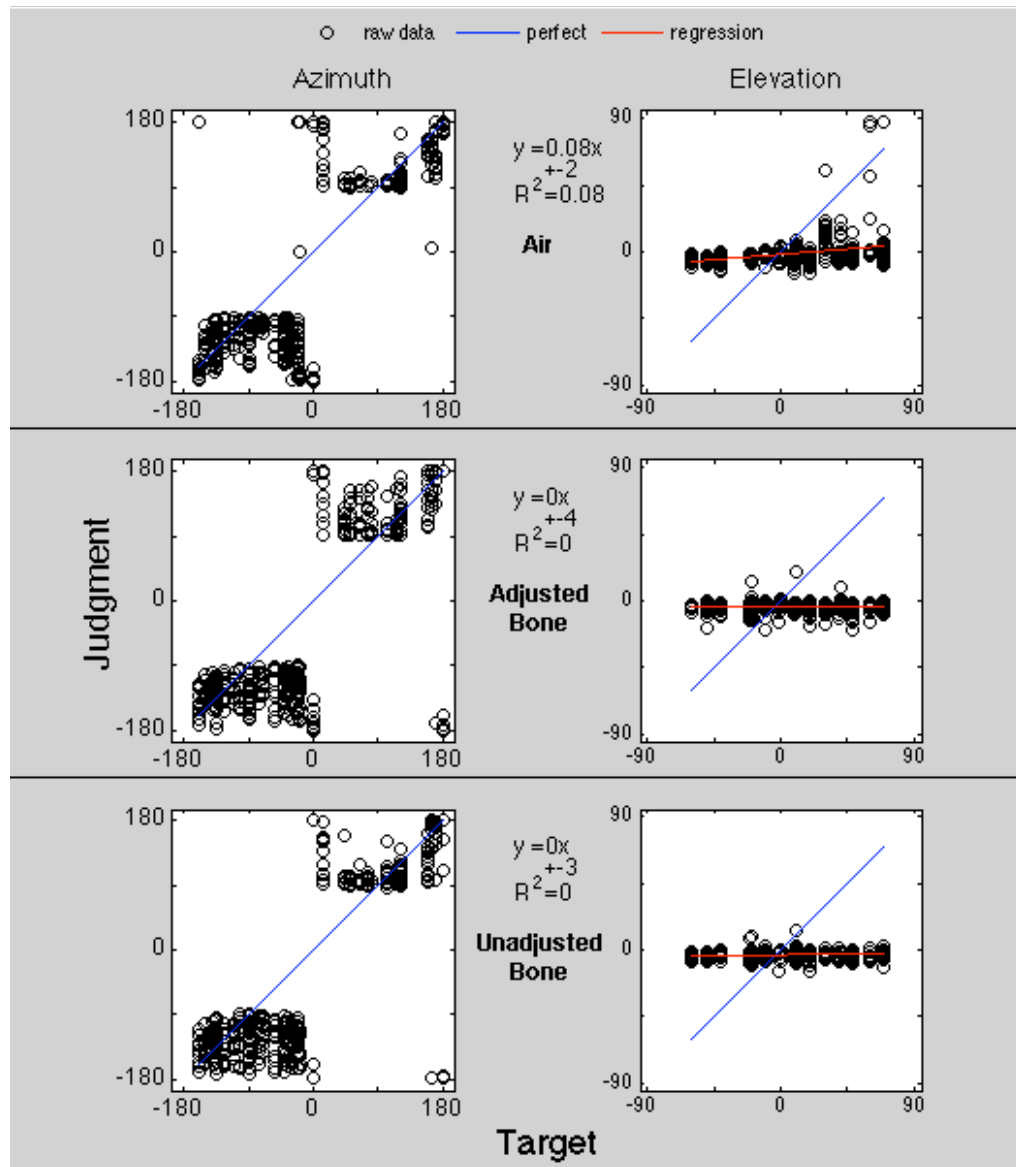 raw data perfect regression
Azimuth
Elevation
180
0
-180
-180 0 180
y=0.08x
+-2
R²=0.08
Air
90
0
-90
-90 0 90
Judgment
180
0
-180
-180 0 180
y=0x
+-4
R²=0
Adjusted
Bone
90
0
-90
-90 0 90
180
0
-180
-180 0 180
y=0x
+-3
R²=0
Unadjusted
Bone
90
0
-90
-90 0 90
Target